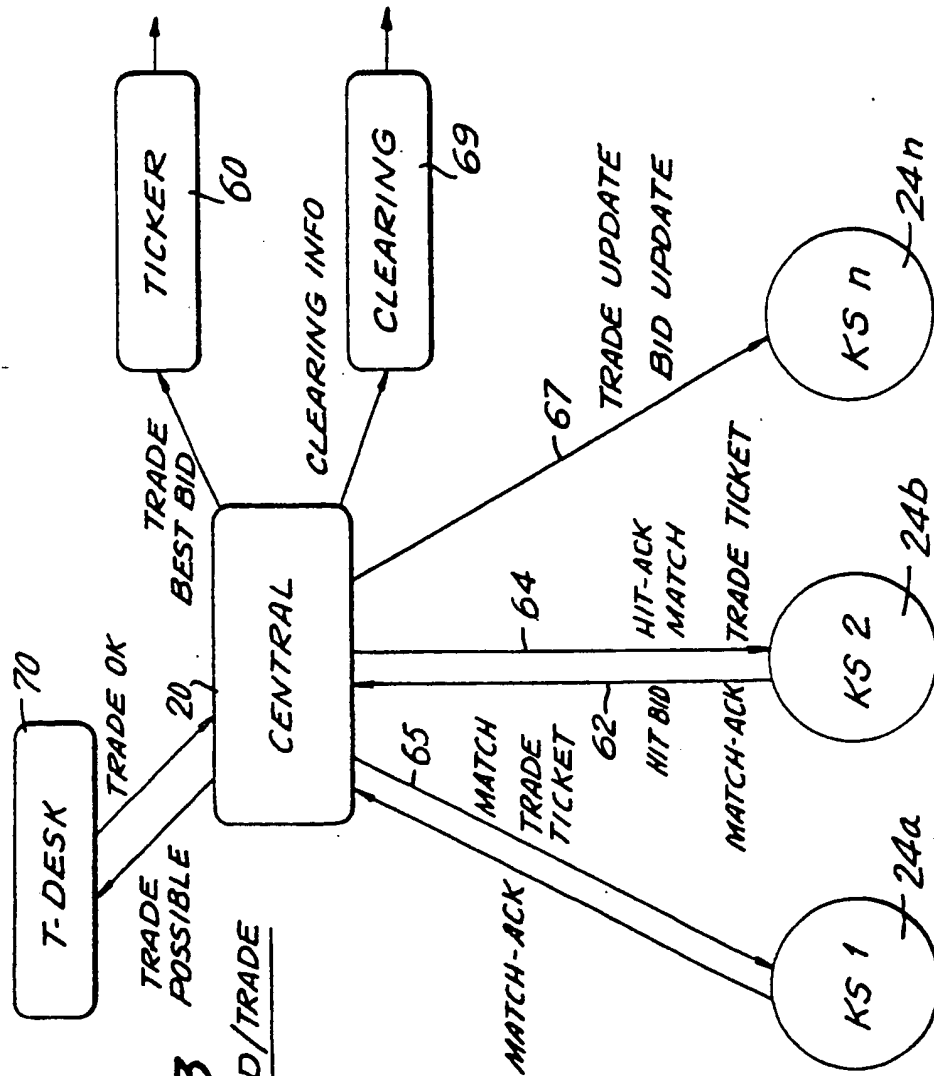 T-DESK
70
TRADE OK
TRADE
POSSIBLE
20
CENTRAL
TRADE
BEST BID
TICKER
60
CLEARING INFO
CLEARING
69
3
D/TRADE
65
MATCH
TRADE
TICKET
MATCH-ACK
62
HIT BID
MATCH-ACK
64
HIT-ACK
MATCH
TRADE TICKET
67
TRADE UPDATE
BID UPDATE
KS 1
24a
KS 2
24b
KS n
24n